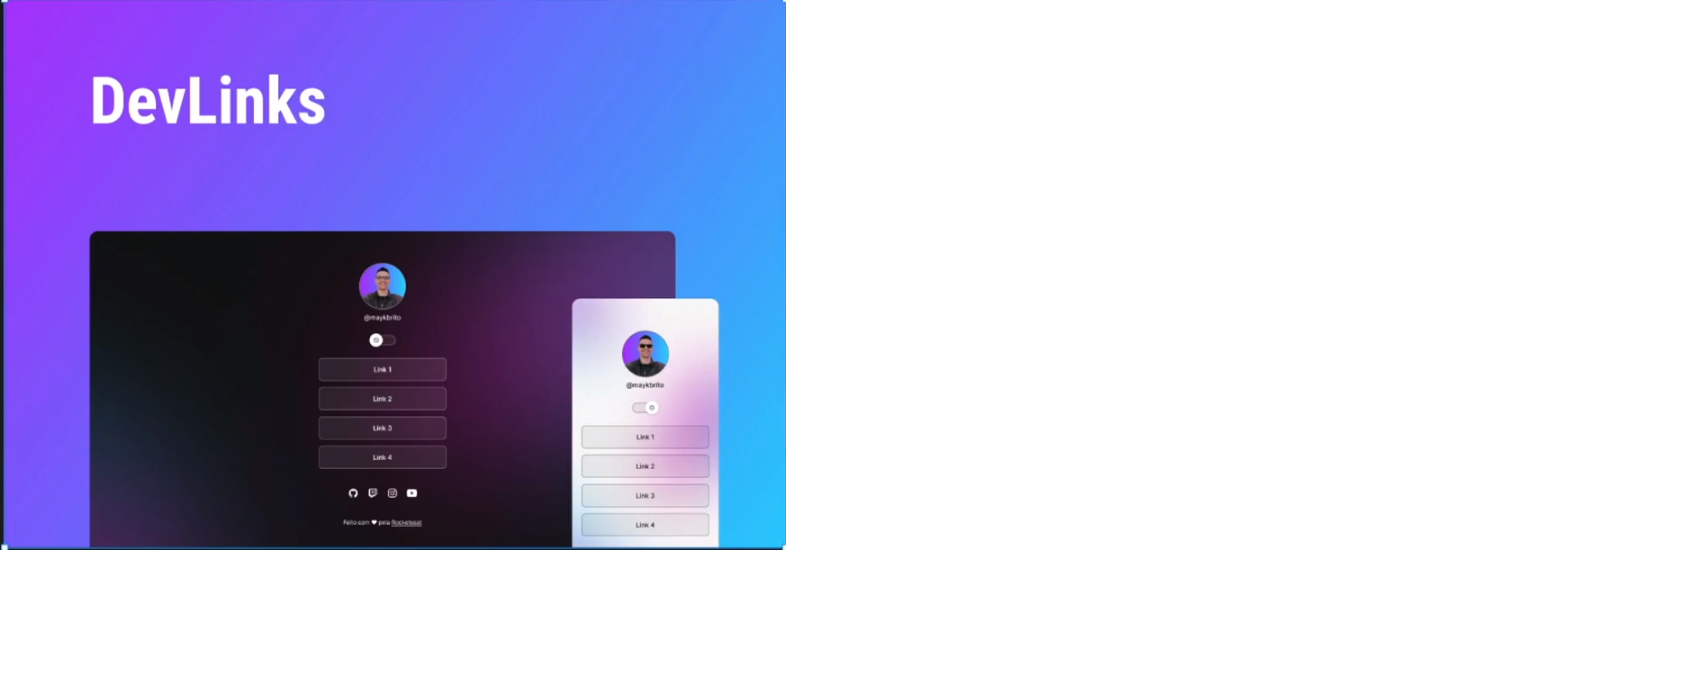 DevLinks
@maykbrito
Link 1
Link 2
Link 3
Link 4
Feito com ♥ pela Rocketseat
@maykbrito
Link 1
Link 2
Link 3
Link 4